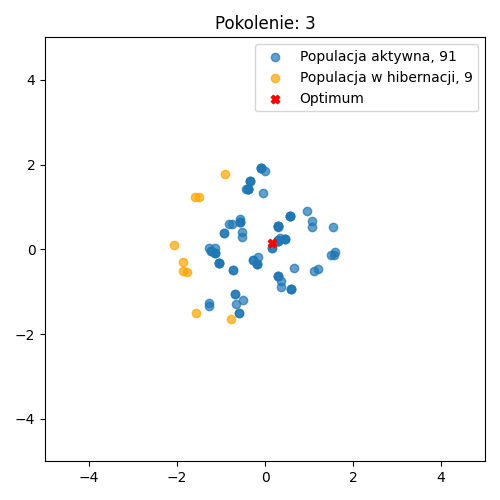 Pokolenie: 3
Populacja aktywna, 91
Populacja w hibernacji, 9
Optimum
4
2
0
−2
−4
−4
−2
0
2
4